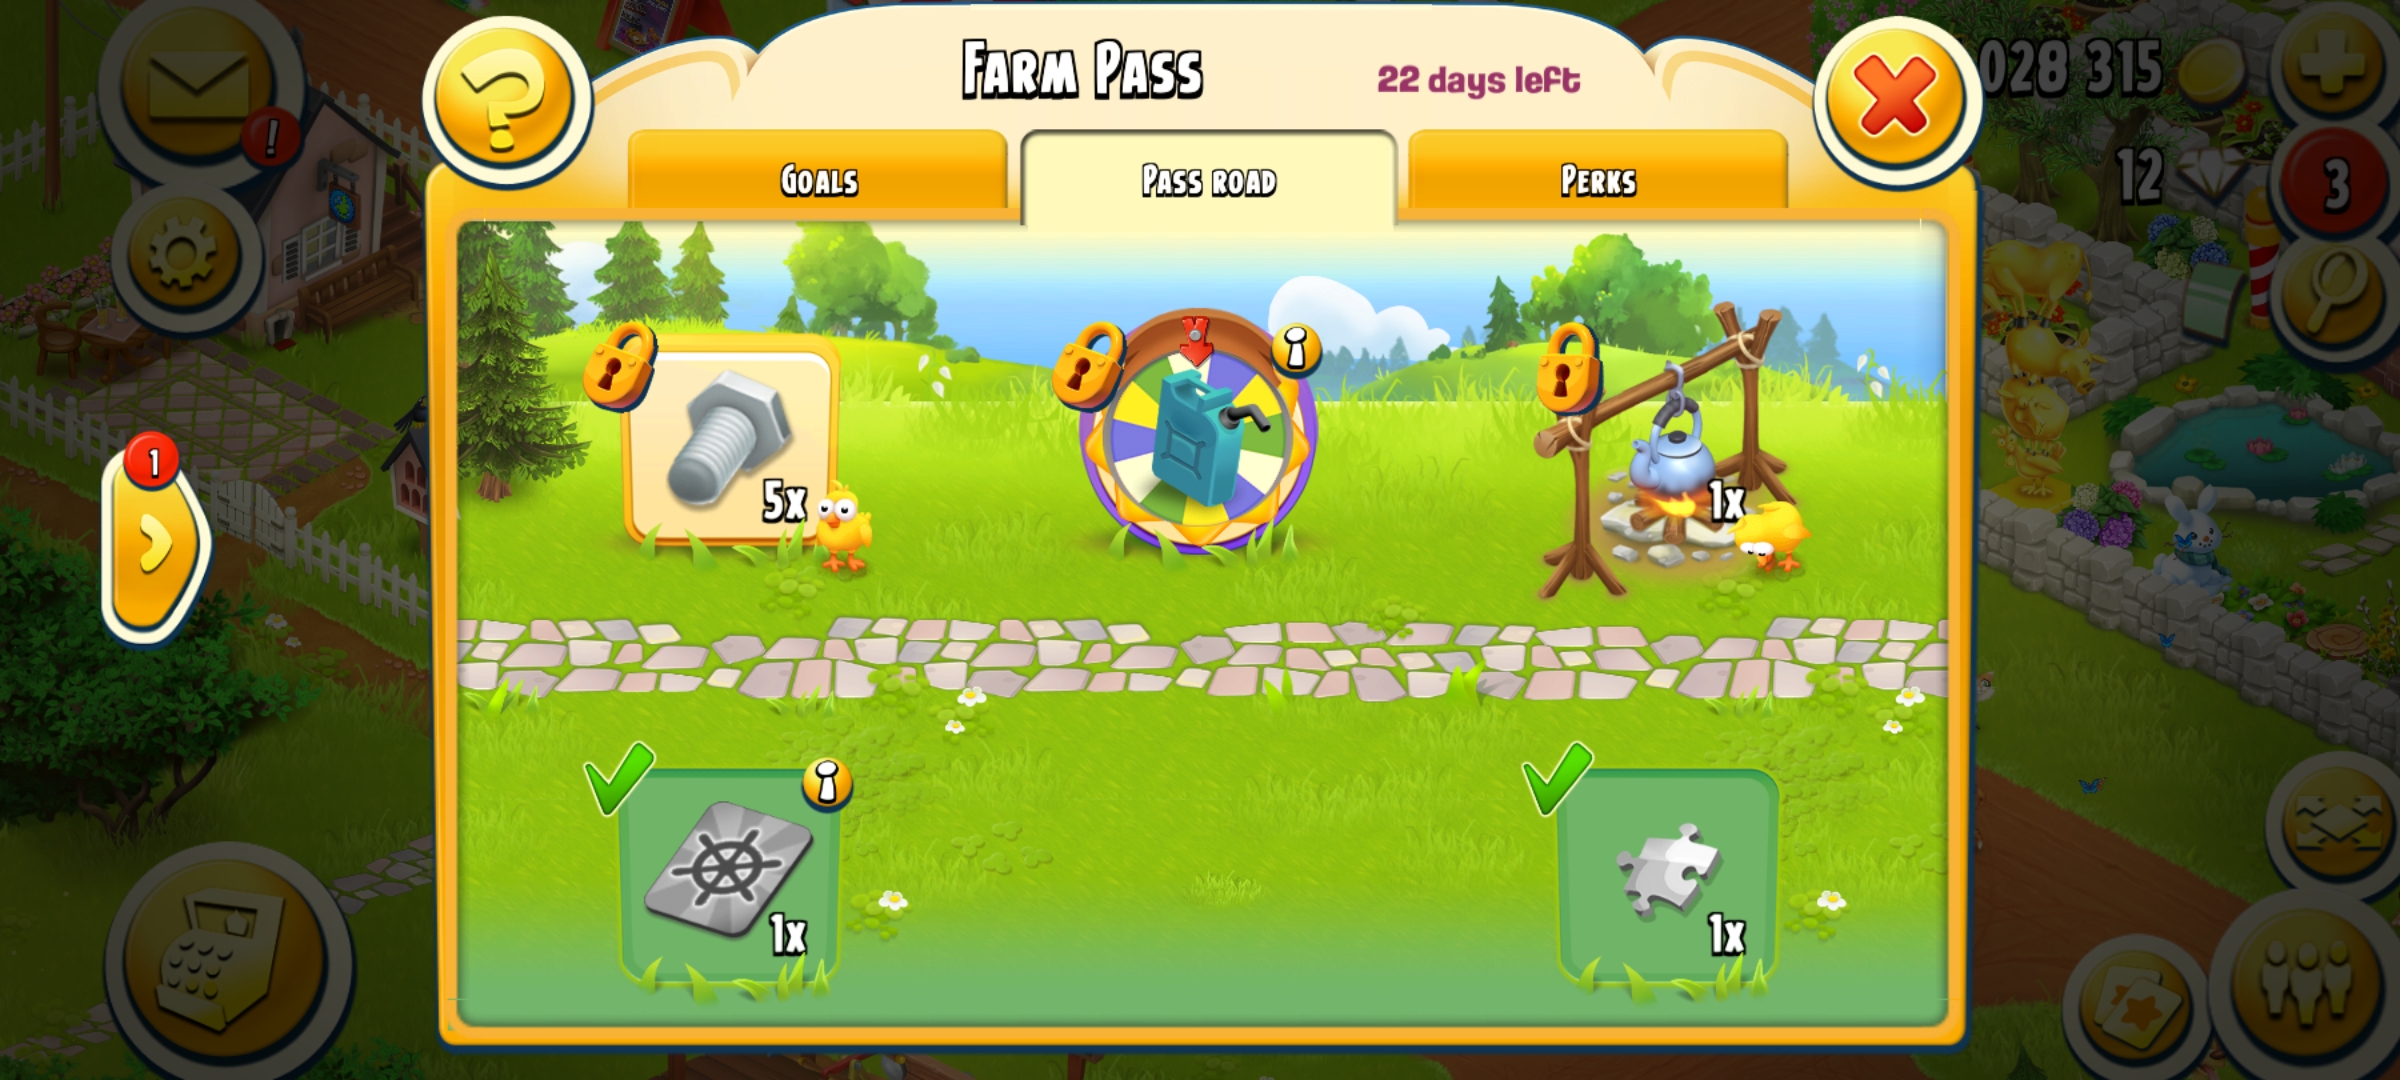 FARM PASS
22 days left
028 315
12
3
GOALS
PASS ROAD
PERKS
!
1
5x
1x
1x
1x